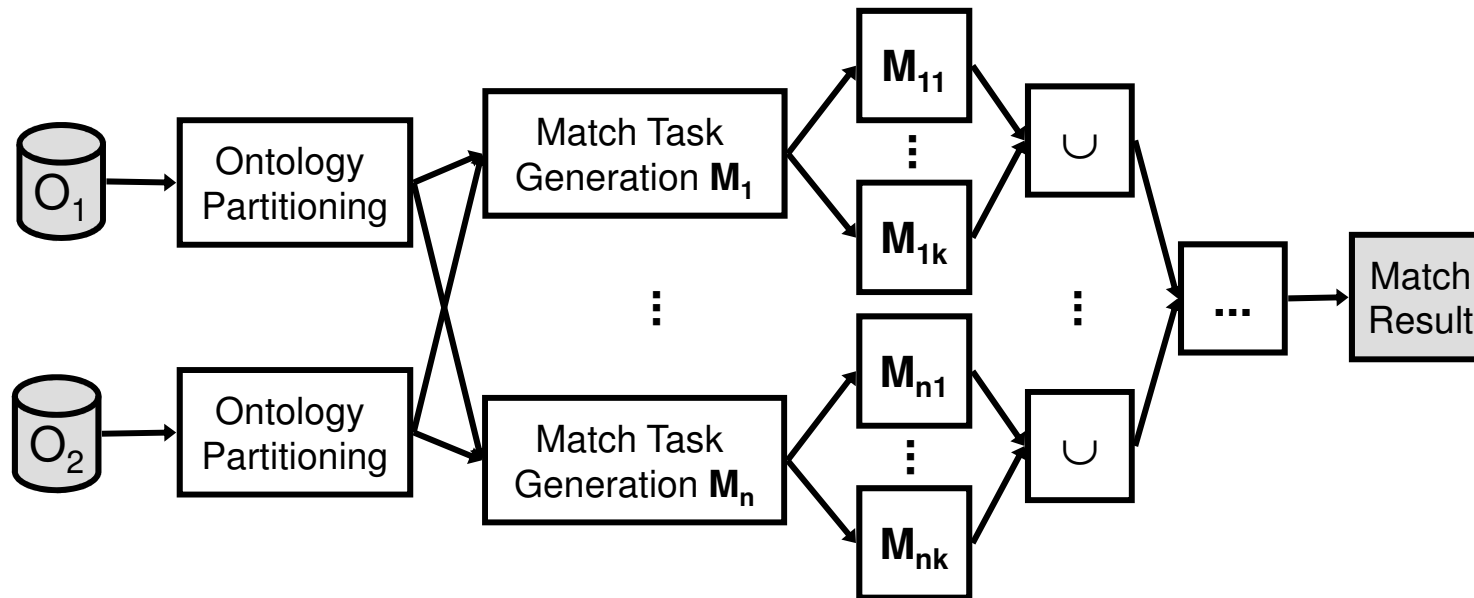 O₁
Ontology
Partitioning
Match Task
Generation M₁
M₁₁
⋮
M₁ₖ
∪
⋮
⋮
...
Match
Result
O₂
Ontology
Partitioning
Match Task
Generation Mₙ
Mₙ₁
⋮
Mₙₖ
∪